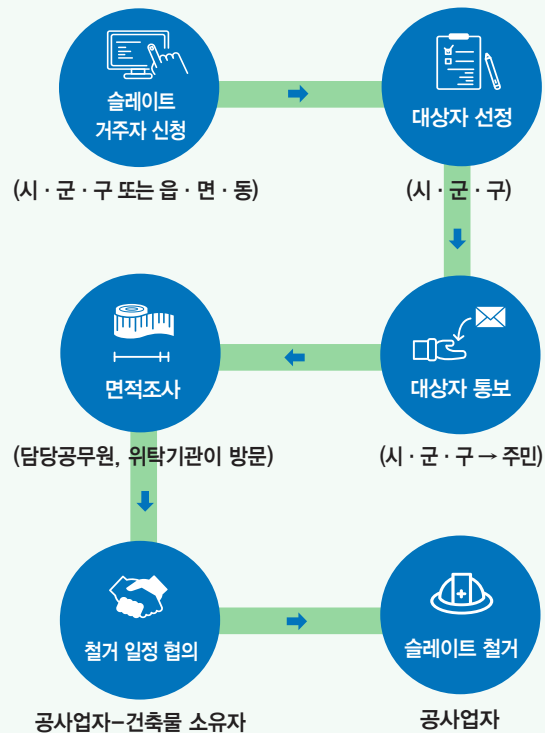 슬레이트
거주자 신청
(시 · 군 · 구 또는 읍 · 면 · 동)
대상자 선정
(시 · 군 · 구)
대상자 통보
(시 · 군 · 구 → 주민)
면적조사
(담당공무원, 위탁기관이 방문)
철거 일정 협의
공사업자–건축물 소유자
슬레이트 철거
공사업자